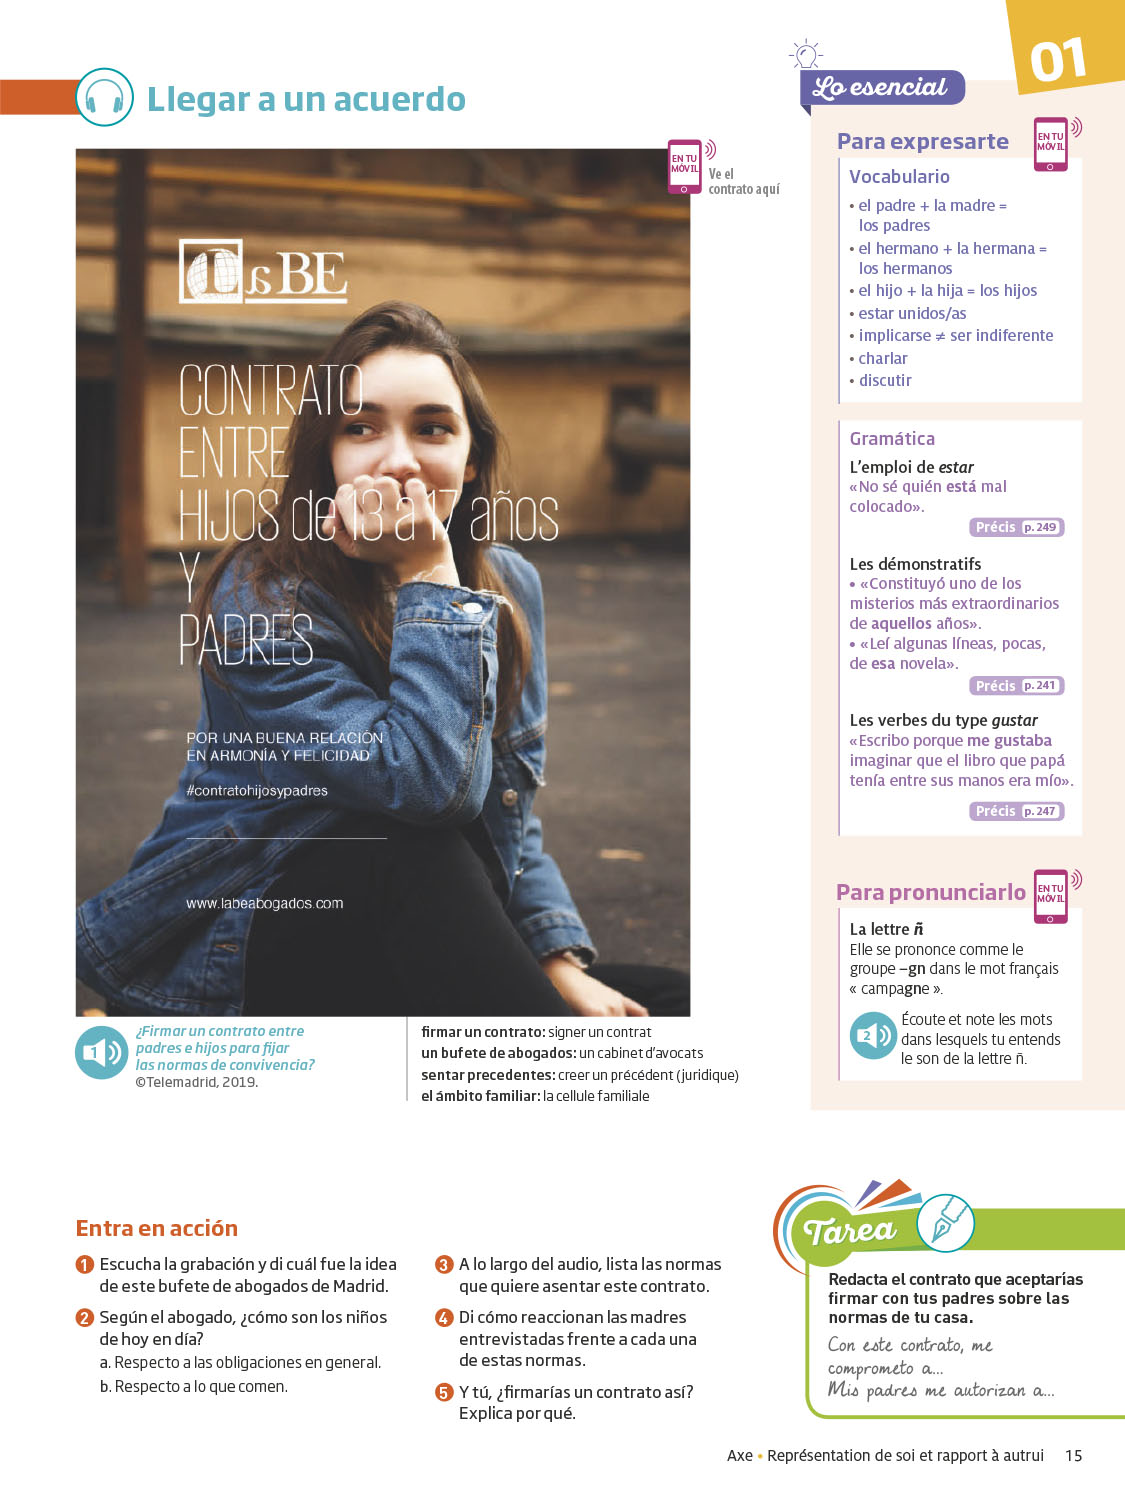 01
Llegar a un acuerdo
EN TU
MÓVIL
Ve el
contrato aquí
LaBE
CONTRATO
ENTRE
HIJOS de 13 a 17 años
Y
PADRES
POR UNA BUENA RELACIÓN
EN ARMONÍA Y FELICIDAD
#contratohijosypadres
www.labeabogados.com
1
¿Firmar un contrato entre
padres e hijos para fijar
las normas de convivencia?
©Telemadrid, 2019.
firmar un contrato: signer un contrat
un bufete de abogados: un cabinet d'avocats
sentar precedentes: creer un précédent (juridique)
el ámbito familiar: la cellule familiale
Lo esencial
Para expresarte
EN TU
MÓVIL
Vocabulario
• el padre + la madre =
los padres
• el hermano + la hermana =
los hermanos
• el hijo + la hija = los hijos
• estar unidos/as
• implicarse ≠ ser indiferente
• charlar
• discutir
Gramática
L'emploi de estar
«No sé quién está mal
colocado».
Précis p. 249
Les démonstratifs
• «Constituyó uno de los
misterios más extraordinarios
de aquellos años».
• «Leí algunas líneas, pocas,
de esa novela».
Précis p. 241
Les verbes du type gustar
«Escribo porque me gustaba
imaginar que el libro que papá
tenía entre sus manos era mío».
Précis p. 247
Para pronunciarlo
EN TU
MÓVIL
La lettre ñ
Elle se prononce comme le
groupe –gn dans le mot français
« campagne ».
2
Écoute et note les mots
dans lesquels tu entends
le son de la lettre ñ.
Entra en acción
1 Escucha la grabación y di cuál fue la idea
de este bufete de abogados de Madrid.
2 Según el abogado, ¿cómo son los niños
de hoy en día?
a. Respecto a las obligaciones en general.
b. Respecto a lo que comen.
3 A lo largo del audio, lista las normas
que quiere asentar este contrato.
4 Di cómo reaccionan las madres
entrevistadas frente a cada una
de estas normas.
5 Y tú, ¿firmarías un contrato así?
Explica por qué.
Tarea
Redacta el contrato que aceptarías
firmar con tus padres sobre las
normas de tu casa.
Con este contrato, me
comprometo a...
Mis padres me autorizan a...
Axe • Représentation de soi et rapport à autrui 15